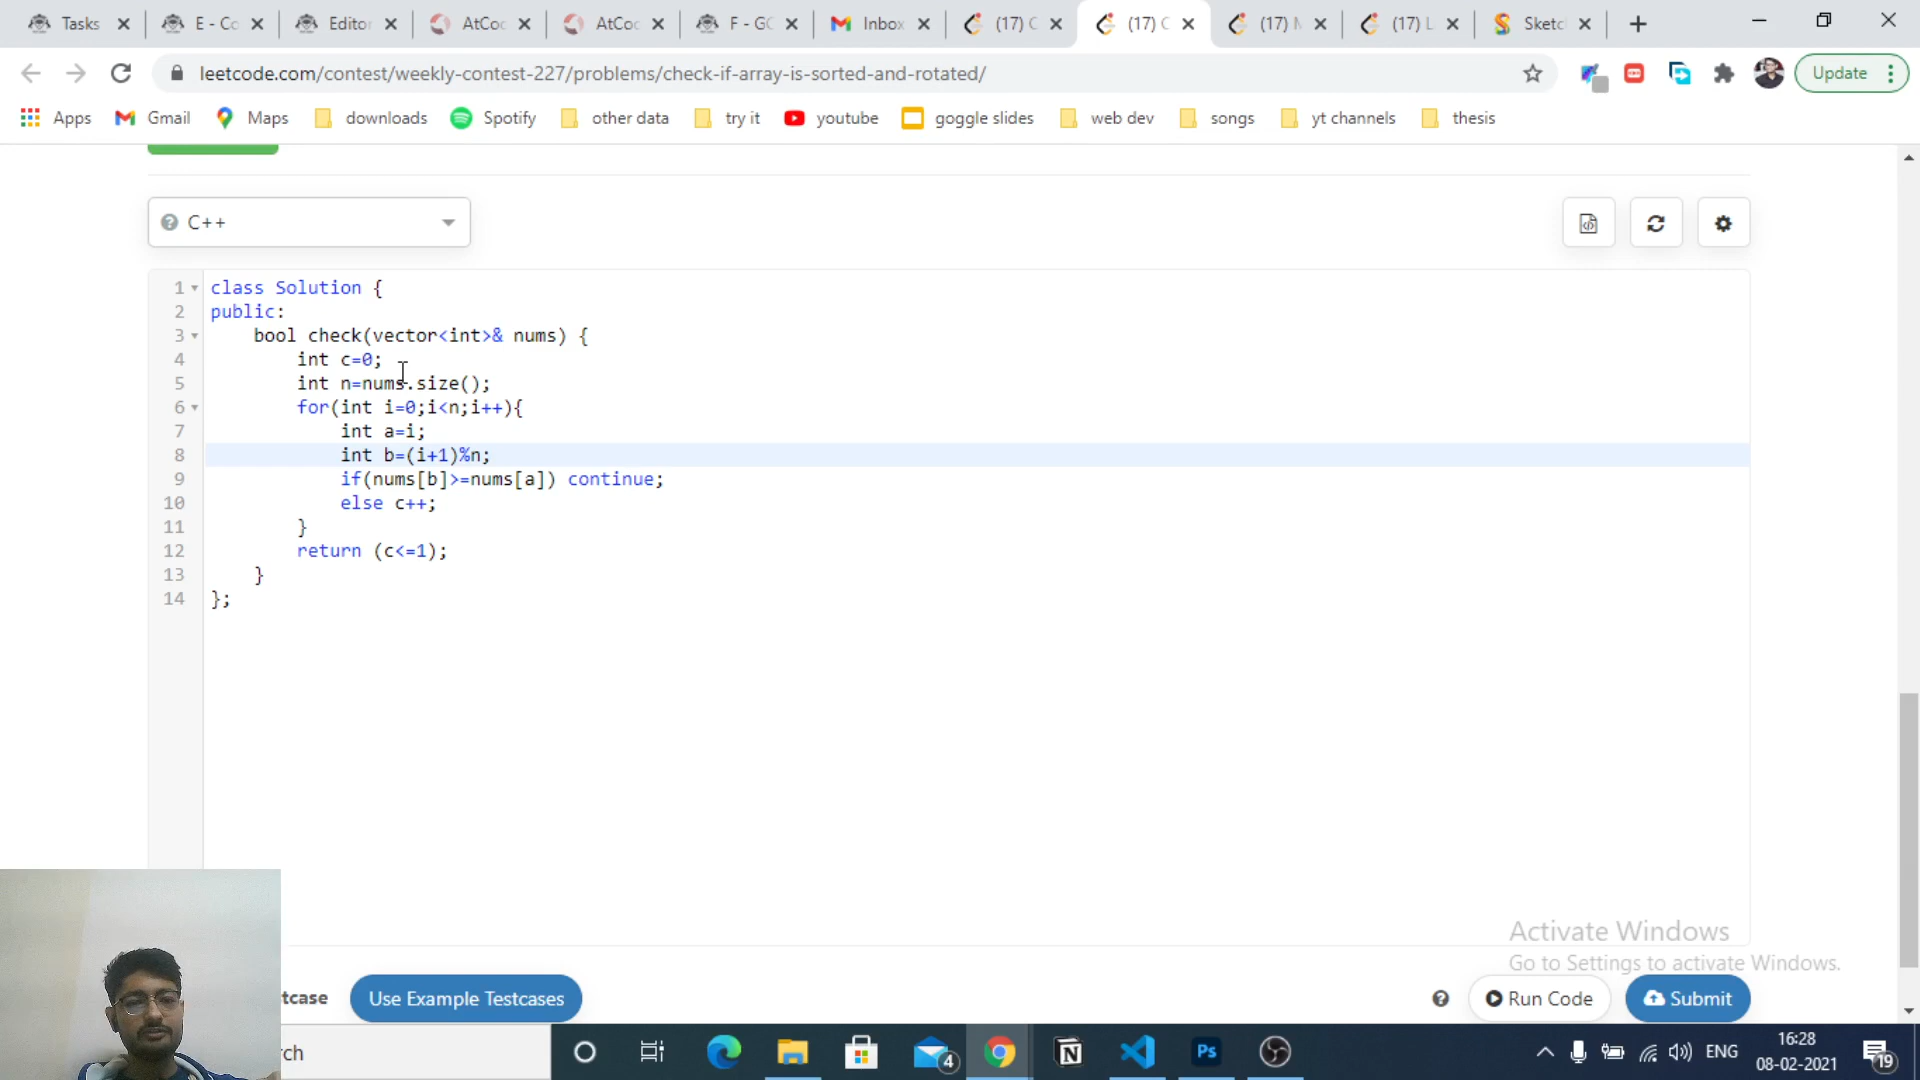 Tasks
E - Co
Editor
AtCoc
AtCoc
F - GC
Inbox
(17) C
(17) C
(17)
(17) L
Sketc
leetcode.com/contest/weekly-contest-227/problems/check-if-array-is-sorted-and-rotated/
Update
Apps
Gmail
Maps
downloads
Spotify
other data
try it
youtube
goggle slides
web dev
songs
yt channels
thesis
C++
1 class Solution {
2 public:
3 bool check(vector<int>& nums) {
4 int c=0;
5 int n=nums.size();
6 for(int i=0;i<n;i++){
7 int a=i;
8 int b=(i+1)%n;
9 if(nums[b]>=nums[a]) continue;
10 else c++;
11 }
12 return (c<=1);
13 }
14 };
Activate Windows
Go to Settings to activate Windows.
tcase
Use Example Testcases
Run Code
Submit
rch
4
Ps
ENG
16:28
08-02-2021
19